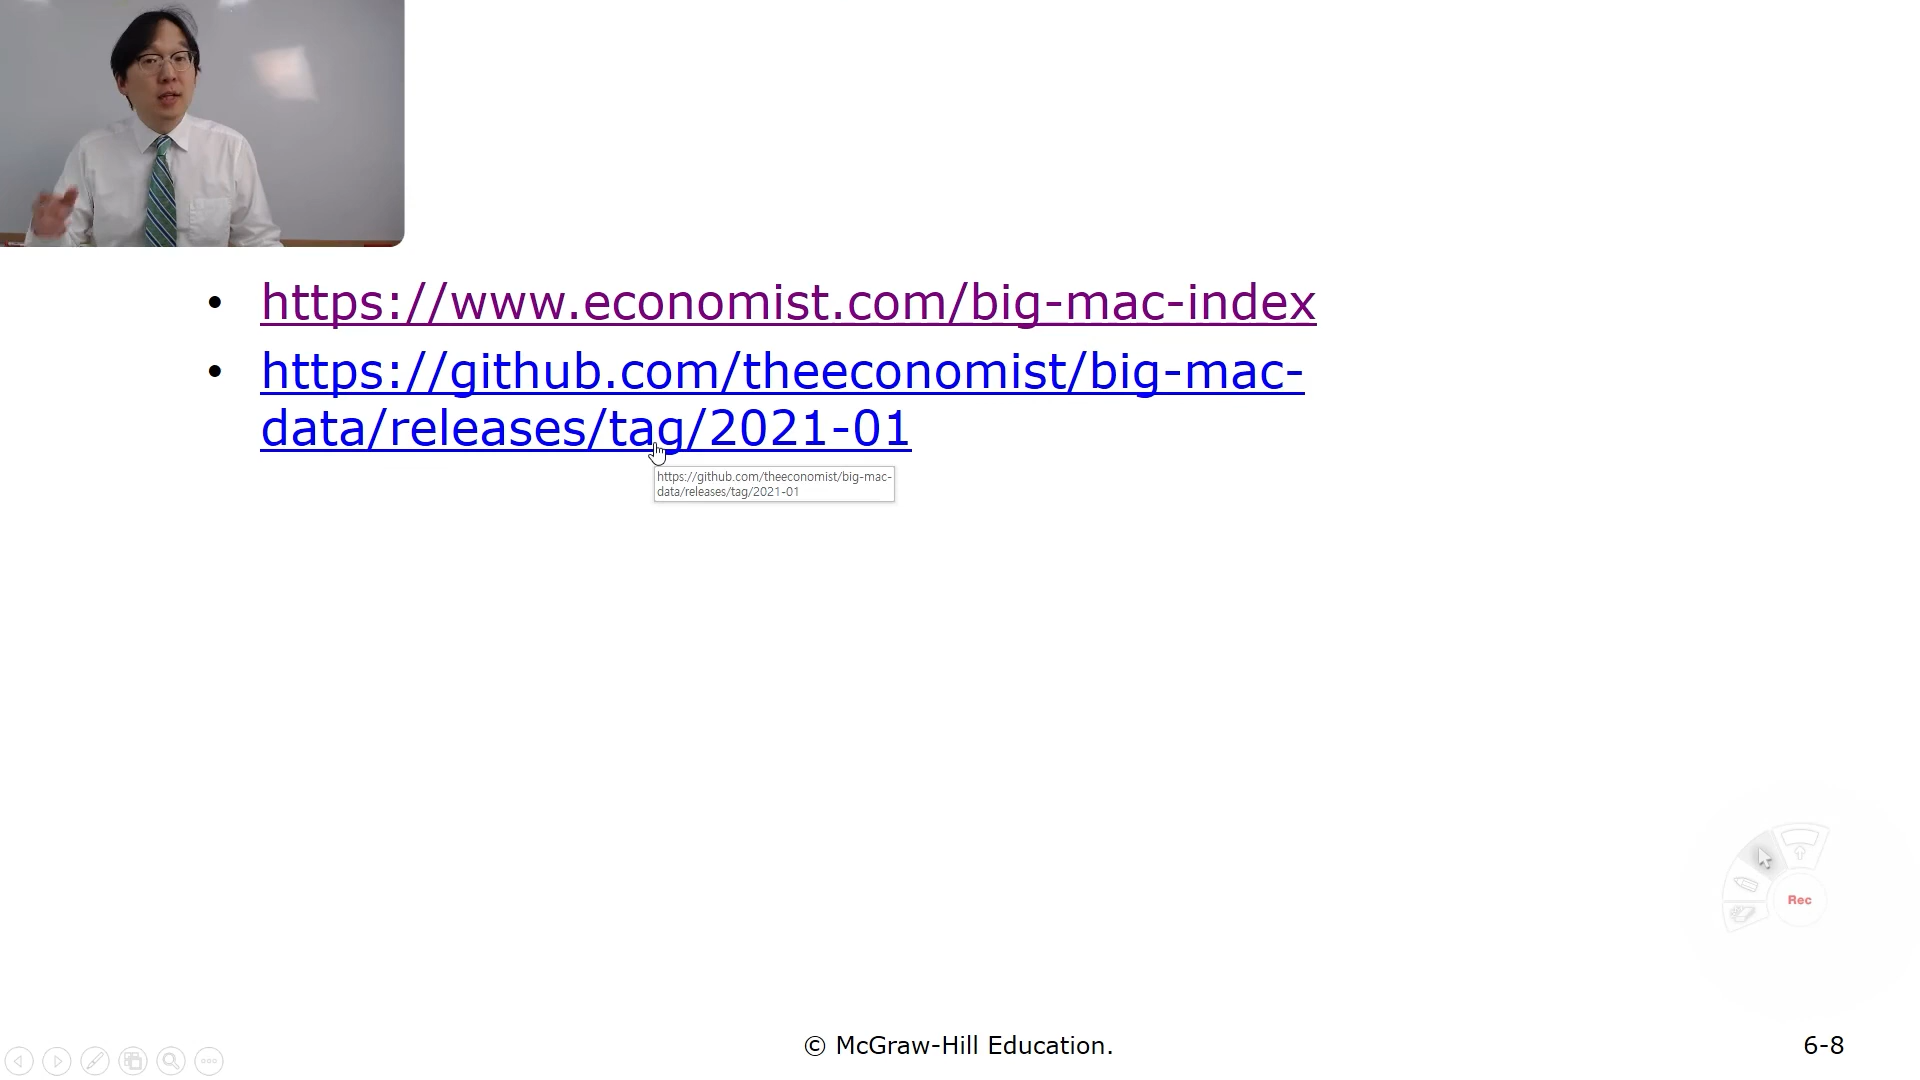 • https://www.economist.com/big-mac-index
• https://github.com/theeconomist/big-mac-
data/releases/tag/2021-01
https://github.com/theeconomist/big-mac-
data/releases/tag/2021-01
Rec
© McGraw-Hill Education.
6-8